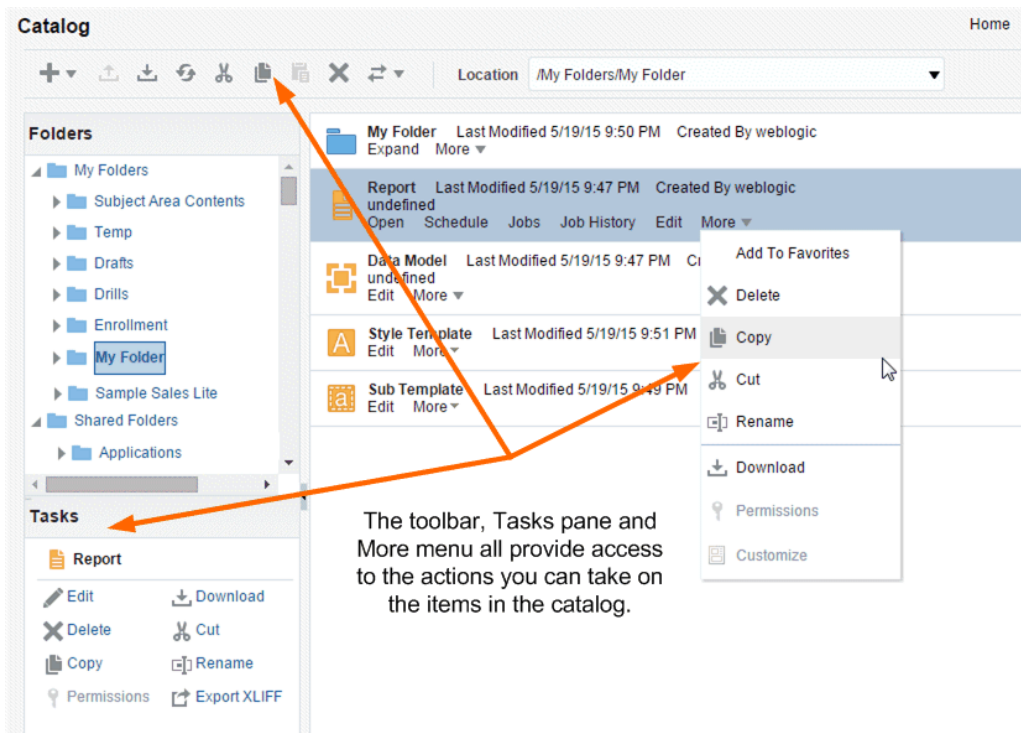 Catalog
Home
Location /My Folders/My Folder
Folders
My Folders
Subject Area Contents
Temp
Drafts
Drills
Enrollment
My Folder
Sample Sales Lite
Shared Folders
Applications
Tasks
Report
Edit Download
Delete Cut
Copy Rename
Permissions Export XLIFF
My Folder Last Modified 5/19/15 9:50 PM Created By weblogic
Expand More
Report Last Modified 5/19/15 9:47 PM Created By weblogic
undefined
Open Schedule Jobs Job History Edit More
Data Model Last Modified 5/19/15 9:47 PM
undefined
Edit More
Style Template Last Modified 5/19/15 9:51 PM
Edit More
Sub Template Last Modified 5/19/15 9:49 PM
Edit More
Add To Favorites
Delete
Copy
Cut
Rename
Download
Permissions
Customize
The toolbar, Tasks pane and
More menu all provide access
to the actions you can take on
the items in the catalog.